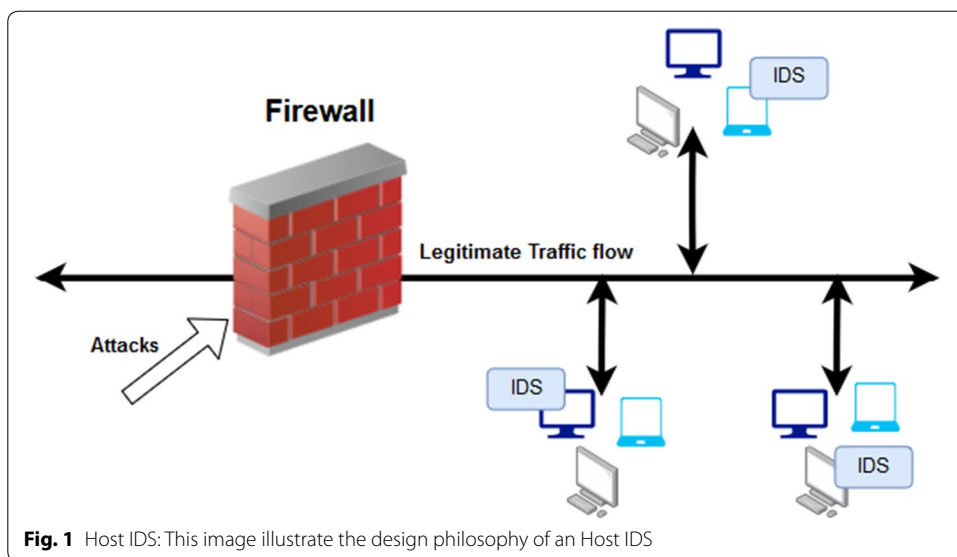 IDS
Firewall
Legitimate Traffic flow
Attacks
IDS
IDS
Fig. 1 Host IDS: This image illustrate the design philosophy of an Host IDS